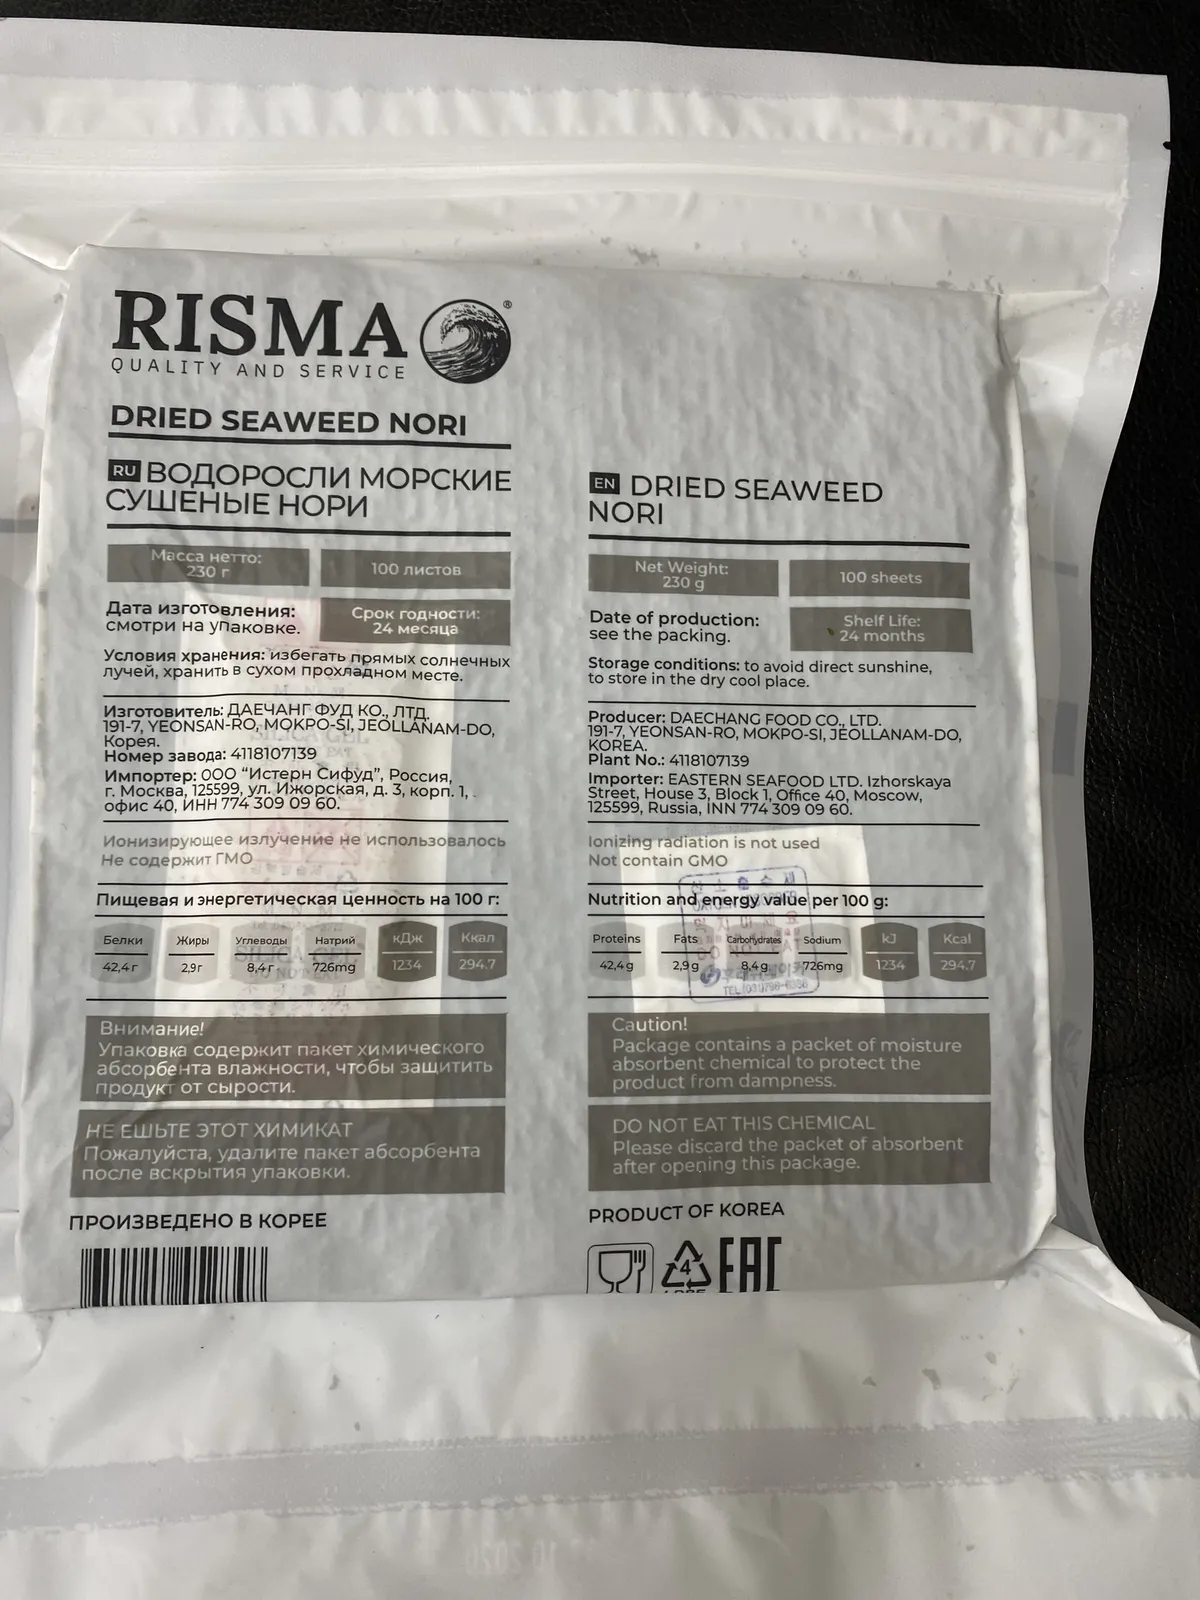 RISMA ®
QUALITY AND SERVICE
DRIED SEAWEED NORI
RU ВОДОРОСЛИ МОРСКИЕ
СУШЕНЫЕ НОРИ
Масса нетто:
230 г
100 листов
Дата изготовления:
смотри на упаковке.
Срок годности:
24 месяца
Условия хранения: избегать прямых солнечных
лучей, хранить в сухом прохладном месте.
Изготовитель: ДАЕЧАНГ ФУД КО., ЛТД.
191-7, YEONSAN-RO, MOKPO-SI, JEOLLANAM-DO,
Корея.
Номер завода: 4118107139
Импортер: ООО “Истерн Сифуд”, Россия,
г. Москва, 125599, ул. Ижорская, д. 3, корп. 1,
офис 40, ИНН 774 309 09 60.
Ионизирующее излучение не использовалось
Не содержит ГМО
Пищевая и энергетическая ценность на 100 г:
Белки Жиры Углеводы Натрий кДж Ккал
42,4 г 2,9 г 8,4 г 726mg 1234 294.7
Внимание!
Упаковка содержит пакет химического
абсорбента влажности, чтобы защитить
продукт от сырости.
НЕ ЕШЬТЕ ЭТОТ ХИМИКАТ
Пожалуйста, удалите пакет абсорбента
после вскрытия упаковки.
ПРОИЗВЕДЕНО В КОРЕЕ
EN DRIED SEAWEED
NORI
Net Weight:
230 g
100 sheets
Date of production:
see the packing.
Shelf Life:
24 months
Storage conditions: to avoid direct sunshine,
to store in the dry cool place.
Producer: DAECHANG FOOD CO., LTD.
191-7, YEONSAN-RO, MOKPO-SI, JEOLLANAM-DO,
KOREA.
Plant No.: 4118107139
Importer: EASTERN SEAFOOD LTD. Izhorskaya
Street, House 3, Block 1, Office 40, Moscow,
125599, Russia, INN 774 309 09 60.
Ionizing radiation is not used
Not contain GMO
Nutrition and energy value per 100 g:
Proteins Fats Carbohydrates Sodium kJ Kcal
42,4 g 2,9 g 8,4 g 726mg 1234 294.7
DO NOT EAT
Caution!
Package contains a packet of moisture
absorbent chemical to protect the
product from dampness.
DO NOT EAT THIS CHEMICAL
Please discard the packet of absorbent
after opening this package.
PRODUCT OF KOREA
4
EAC
SILICA GEL